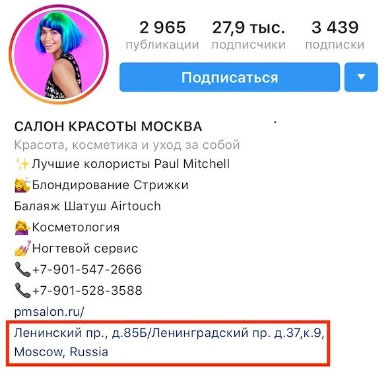 2 965 27,9 тыс. 3 439
публикации подписчики подписки
Подписаться
САЛОН КРАСОТЫ МОСКВА
Красота, косметика и уход за собой
✨Лучшие колористы Paul Mitchell
💇Блондирование Стрижки
Балаяж Шатуш Airtouch
💁Косметология
💅Ногтевой сервис
📞+7-901-547-2666
📞+7-901-528-3588
pmsalon.ru/
Ленинский пр., д.85Б/Ленинградский пр. д.37,к.9,
Moscow, Russia